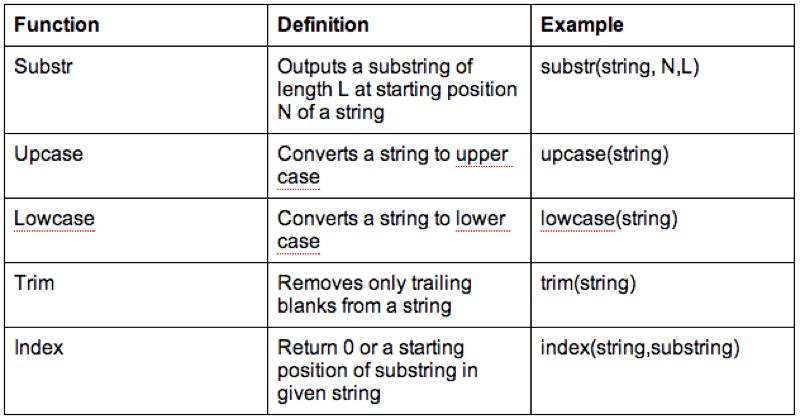 Function Definition Example
Substr Outputs a substring of substr(string, N,L)
length L at starting position
N of a string
Upcase Converts a string to upper upcase(string)
case
Lowcase Converts a string to lower lowcase(string)
case
Trim Removes only trailing trim(string)
blanks from a string
Index Return 0 or a starting index(string,substring)
position of substring in
given string